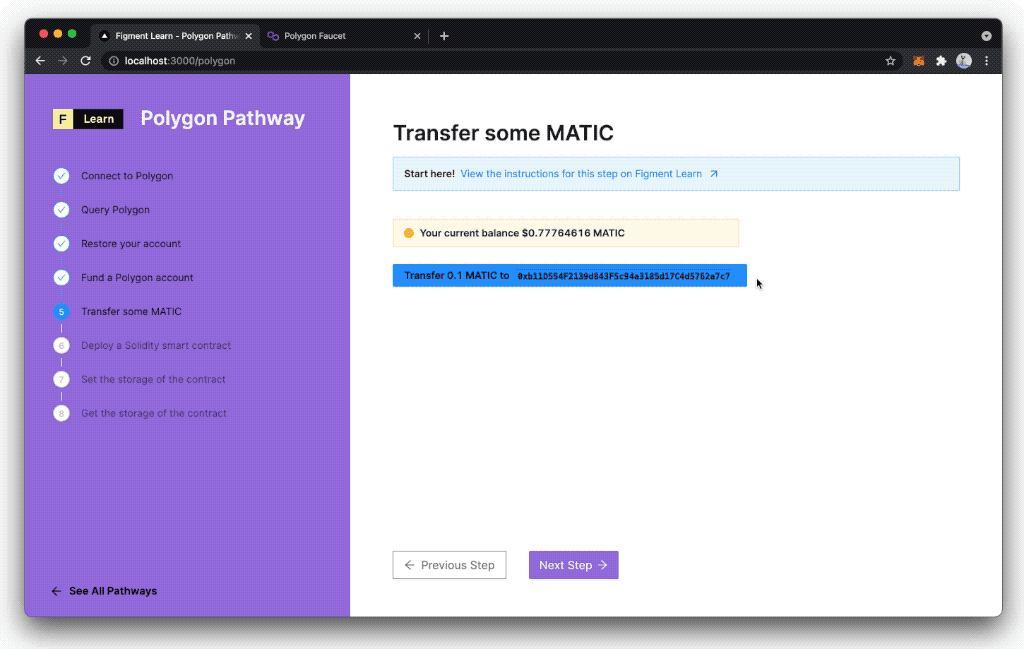 Figment Learn - Polygon Pathw
Polygon Faucet
localhost:3000/polygon
F Learn
Polygon Pathway
Connect to Polygon
Query Polygon
Restore your account
Fund a Polygon account
5 Transfer some MATIC
6 Deploy a Solidity smart contract
7 Set the storage of the contract
8 Get the storage of the contract
See All Pathways
Transfer some MATIC
Start here! View the instructions for this step on Figment Learn
Your current balance $0.77764616 MATIC
Transfer 0.1 MATIC to
Previous Step
Next Step